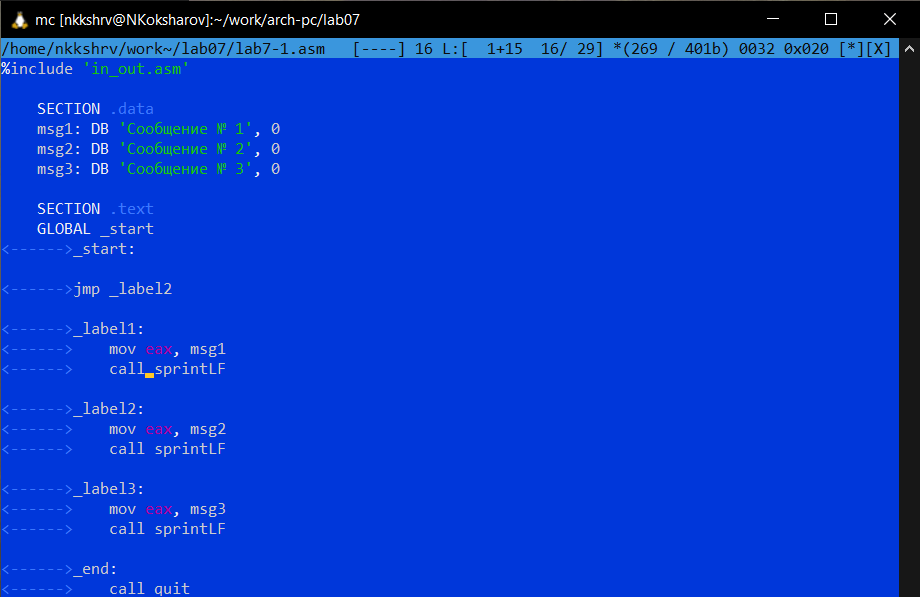 mc [nkkshrv@NKoksharov]:~/work/arch-pc/lab07
/home/nkkshrv/work~/lab07/lab7-1.asm   [----] 16 L:[  1+15  16/ 29] *(269 / 401b) 0032 0x020 [*][X]
%include 'in_out.asm'
    SECTION .data
    msg1: DB 'Сообщение № 1', 0
    msg2: DB 'Сообщение № 2', 0
    msg3: DB 'Сообщение № 3', 0
    SECTION .text
    GLOBAL _start
<------>_start:
<------>jmp _label2
<------>_label1:
<------>    mov eax, msg1
<------>    call sprintLF
<------>_label2:
<------>    mov eax, msg2
<------>    call sprintLF
<------>_label3:
<------>    mov eax, msg3
<------>    call sprintLF
<------>_end:
<------>    call quit